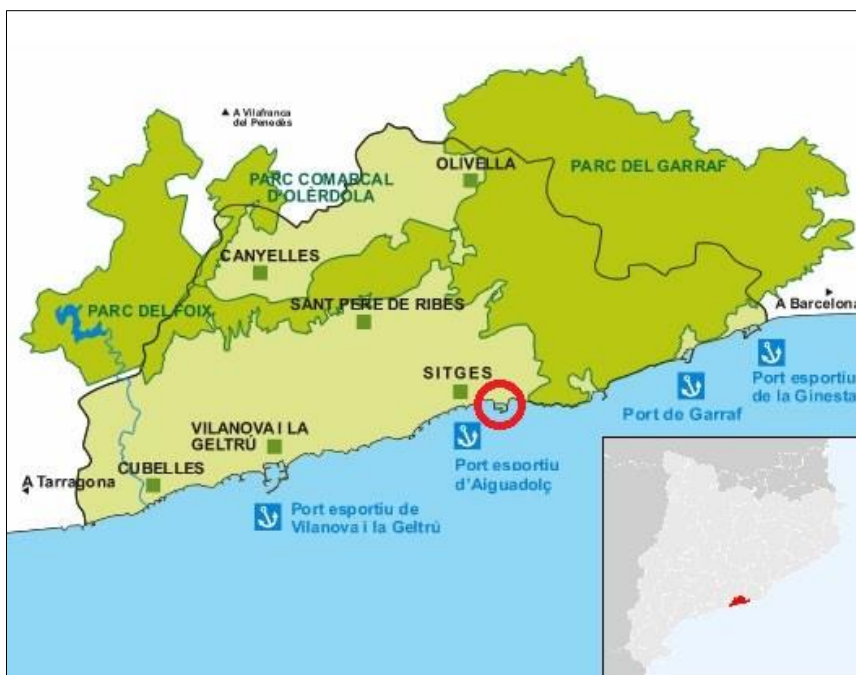 A Vilafranca
del Penedès
OLIVELLA
PARC DEL GARRAF
PARC COMARCAL
D'OLÈRDOLA
CANYELLES
PARC DEL FOIX
SANT PERE DE RIBES
A Barcelona
SITGES
Port esportiu
de la Ginesta
Port de Garraf
VILANOVA I LA
GELTRÚ
Port esportiu
d'Aiguadolç
CUBELLES
A Tarragona
Port esportiu de
Vilanova i la Geltrú